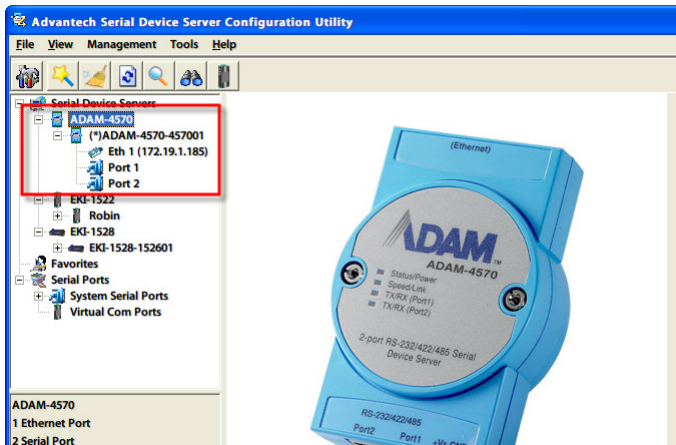 Advantech Serial Device Server Configuration Utility
File View Management Tools Help
Serial Device Servers
ADAM-4570
(*)ADAM-4570-457001
Eth 1 (172.19.1.185)
Port 1
Port 2
EKI-1522
Robin
EKI-1528
EKI-1528-152601
Favorites
Serial Ports
System Serial Ports
Virtual Com Ports
ADAM-4570
1 Ethernet Port
2 Serial Port
(Ethernet)
ADAM
ADAM-4570
Status/Power
Speed/Link
TX/RX (Port1)
TX/RX (Port2)
2-port RS-232/422/485 Serial
Device Server
RS-232/422/485
Port2 Port1 +Vs GND